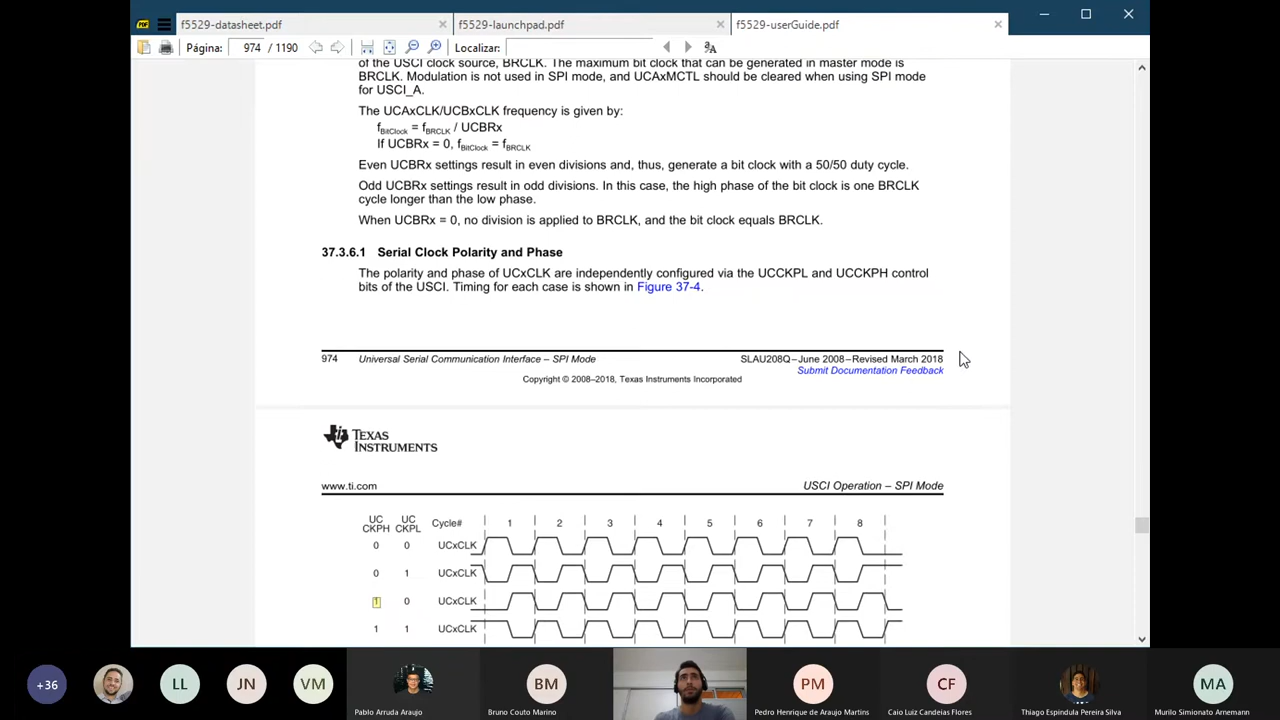 f5529-datasheet.pdf
f5529-launchpad.pdf
f5529-userGuide.pdf
PDF
Página: 974 / 1190 Localizar:
of the USCI clock source, BRCLK. The maximum bit clock that can be generated in master mode is
BRCLK. Modulation is not used in SPI mode, and UCAxMCTL should be cleared when using SPI mode
for USCI_A.
The UCAxCLK/UCBxCLK frequency is given by:
fBitClock = fBRCLK / UCBRx
If UCBRx = 0, fBitClock = fBRCLK
Even UCBRx settings result in even divisions and, thus, generate a bit clock with a 50/50 duty cycle.
Odd UCBRx settings result in odd divisions. In this case, the high phase of the bit clock is one BRCLK
cycle longer than the low phase.
When UCBRx = 0, no division is applied to BRCLK, and the bit clock equals BRCLK.
37.3.6.1 Serial Clock Polarity and Phase
The polarity and phase of UCxCLK are independently configured via the UCCKPL and UCCKPH control
bits of the USCI. Timing for each case is shown in Figure 37-4.
974 Universal Serial Communication Interface – SPI Mode SLAU208Q–June 2008–Revised March 2018
Submit Documentation Feedback
Copyright © 2008–2018, Texas Instruments Incorporated
TEXAS
INSTRUMENTS
www.ti.com USCI Operation – SPI Mode
UC UC
CKPH CKPL Cycle# 1 2 3 4 5 6 7 8
0 0 UCxCLK
0 1 UCxCLK
1 0 UCxCLK
1 1 UCxCLK
+36 LL JN VM BM PM CF MA
Pablo Arruda Araujo Bruno Couto Marino Pedro Henrique de Araujo Martins Caio Luiz Candeias Flores Thiago Espindula Pereira Silva Murilo Simionato Arnemann